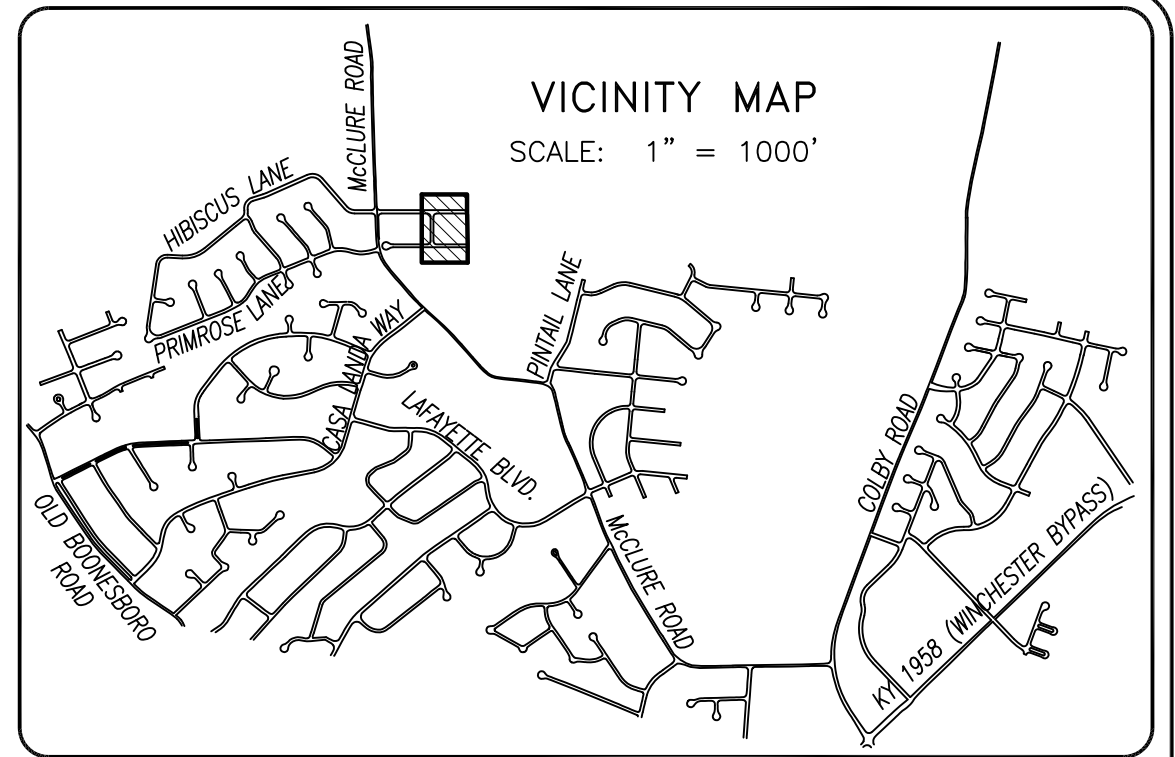 VICINITY MAP
SCALE: 1" = 1000'
McCLURE ROAD
HIBISCUS LANE
PRIMROSE LANE
CASA LANDA WAY
LAFAYETTE BLVD.
PINTAIL LANE
COLBY ROAD
OLD BOONESBORO
ROAD
McCLURE ROAD
KY 1958 (WINCHESTER BYPASS)